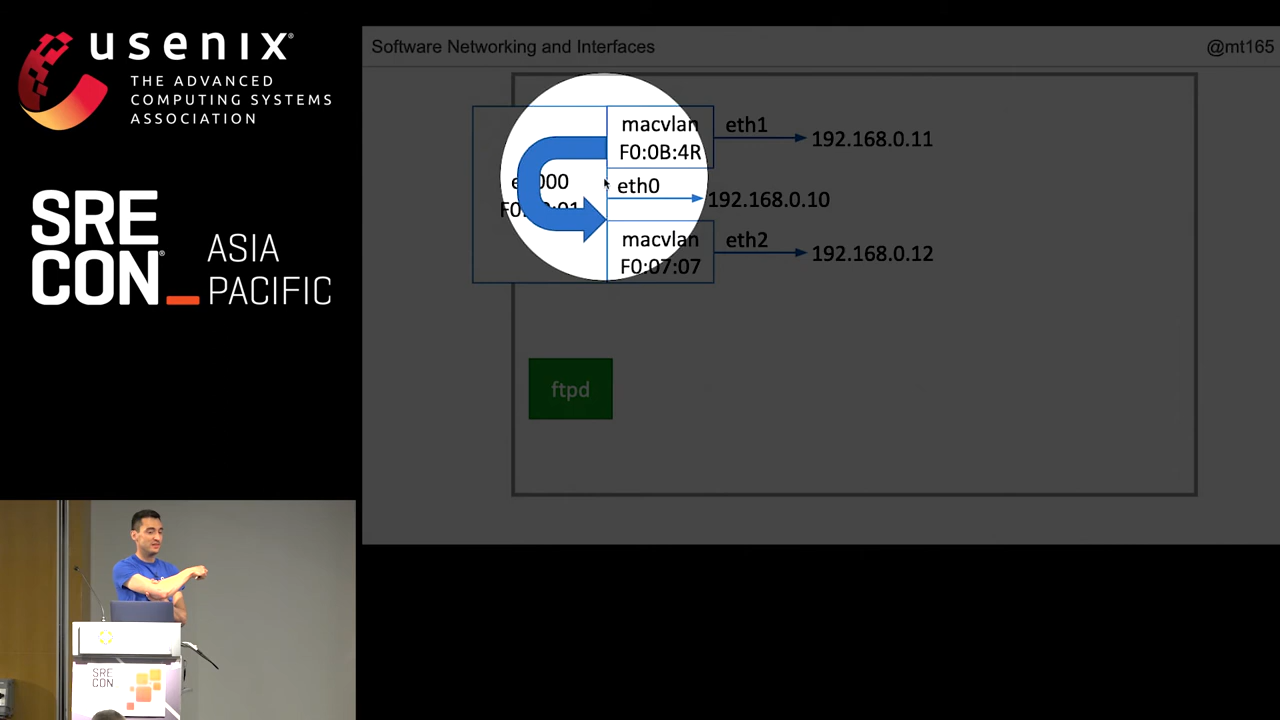 usenix
THE ADVANCED
COMPUTING SYSTEMS
ASSOCIATION
SRE
CON
ASIA
PACIFIC
Software Networking and Interfaces
@mt165
macvlan
F0:0B:4R
eth1
192.168.0.11
eth0
192.168.0.10
macvlan
F0:07:07
eth2
192.168.0.12
ftpd
SRE
CON